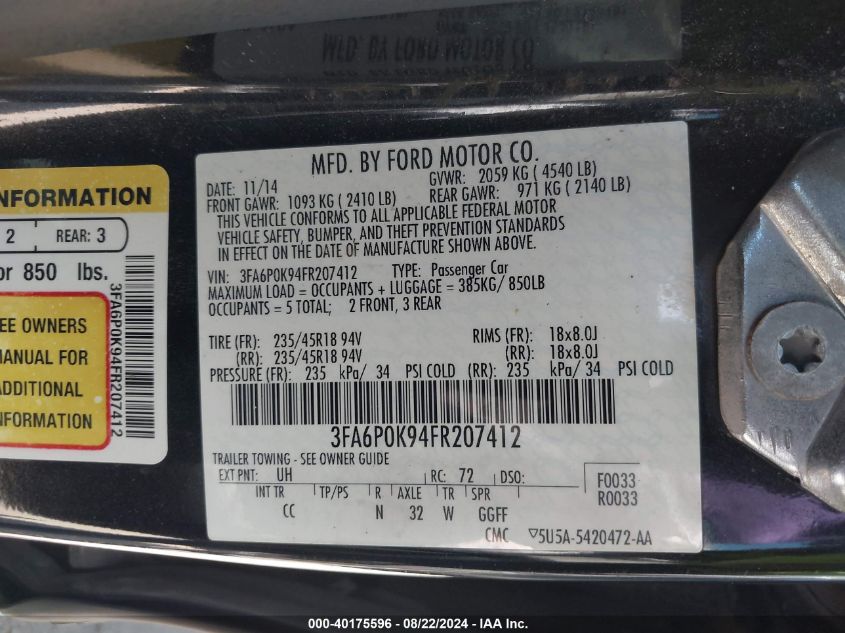 MFD. BY FORD MOTOR CO.
MFD. BY FORD MOTOR CO.
DATE: 11/14 GVWR: 2059 KG ( 4540 LB)
FRONT GAWR: 1093 KG ( 2410 LB) REAR GAWR: 971 KG ( 2140 LB)
THIS VEHICLE CONFORMS TO ALL APPLICABLE FEDERAL MOTOR
VEHICLE SAFETY, BUMPER, AND THEFT PREVENTION STANDARDS
IN EFFECT ON THE DATE OF MANUFACTURE SHOWN ABOVE.
VIN: 3FA6P0K94FR207412 TYPE: Passenger Car
MAXIMUM LOAD = OCCUPANTS + LUGGAGE = 385KG/ 850LB
OCCUPANTS = 5 TOTAL; 2 FRONT, 3 REAR
TIRE (FR): 235/45R18 94V RIMS (FR): 18x8.0J
(RR): 235/45R18 94V (RR): 18x8.0J
PRESSURE (FR): 235 kPa/ 34 PSI COLD (RR): 235 kPa/ 34 PSI COLD
3FA6P0K94FR207412
TRAILER TOWING - SEE OWNER GUIDE
EXT PNT: UH RC: 72 DSO: F0033
R0033
INT TR TP/PS R AXLE TR SPR
CC N 32 W GGFF
CMC ▽5U5A-5420472-AA
NFORMATION
2 REAR: 3
or 850 lbs.
EE OWNERS
MANUAL FOR
ADDITIONAL
INFORMATION
3FA6P0K94FR207412
000-40175596 - 08/22/2024 - IAA Inc.